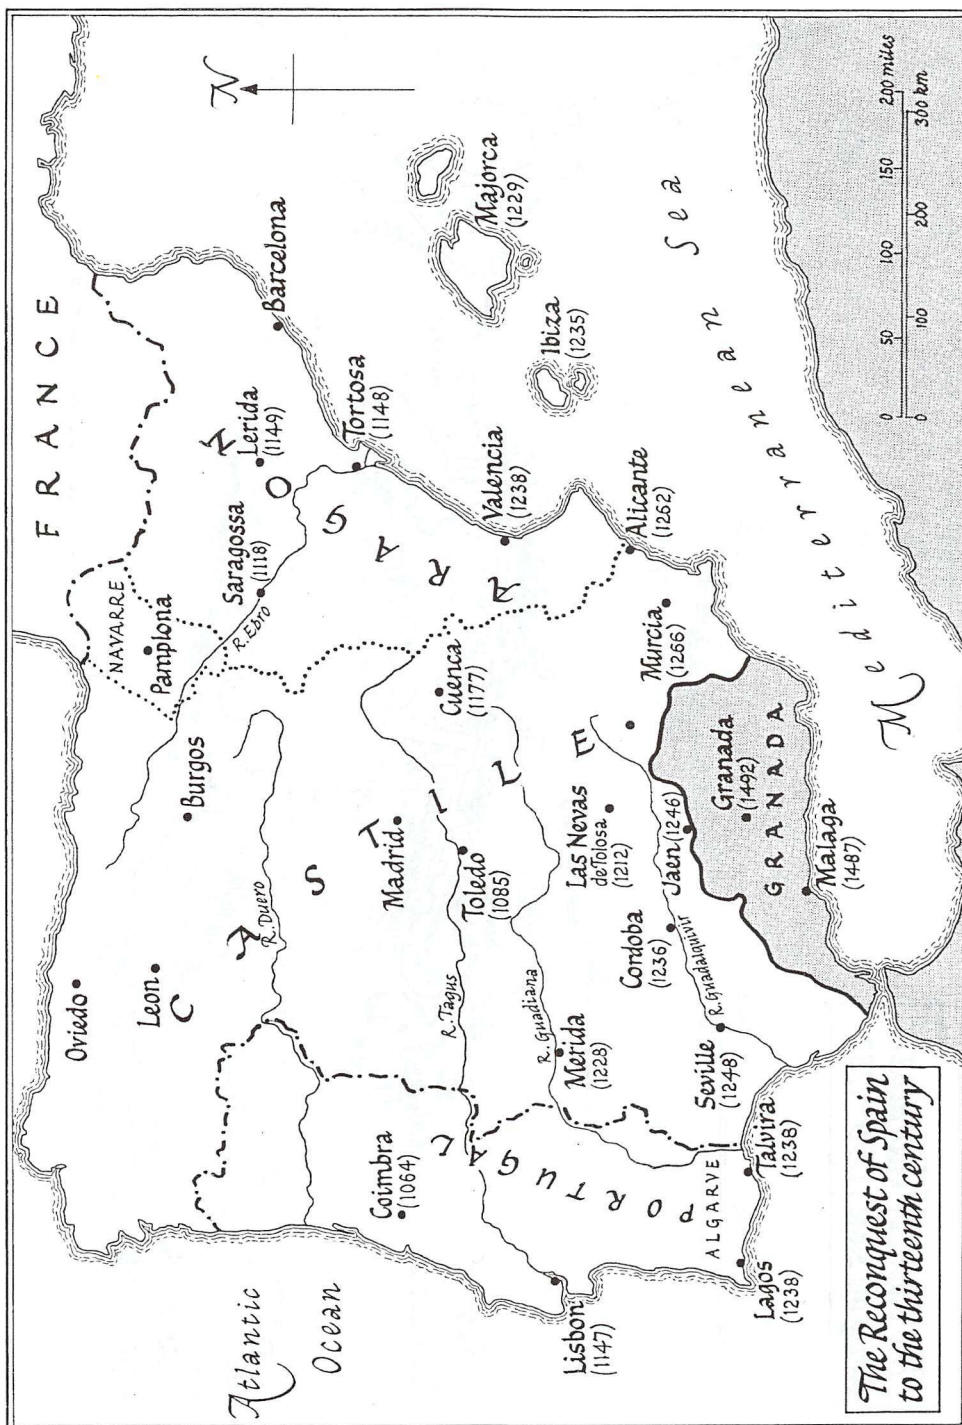 The Reconquest of Spain
to the thirteenth century
N
FRANCE
Atlantic
Ocean
Mediterranean Sea
NAVARRE
Pamplona
Oviedo
Leon
Burgos
Saragossa
(1118)
Lerida
(1149)
Barcelona
Tortosa
(1148)
R. Ebro
R. Duero
CASTILLE
ARAGON
PORTUGAL
Coimbra
(1064)
Madrid
Toledo
(1085)
Cuenca
(1177)
Valencia
(1238)
Majorca
(1229)
Ibiza
(1235)
R. Tagus
R. Guadiana
Lisbon
(1147)
Merida
(1228)
Las Nevas
de Tolosa
(1212)
Alicante
(1262)
Murcia
(1266)
Cordoba
(1236)
Jaen (1246)
R. Guadalquivir
Seville
(1248)
ALGARVE
Lagos
(1238)
Talvira
(1238)
Granada
(1492)
GRANADA
Malaga
(1487)
0 50 100 150 200 miles
0 100 200 300 km